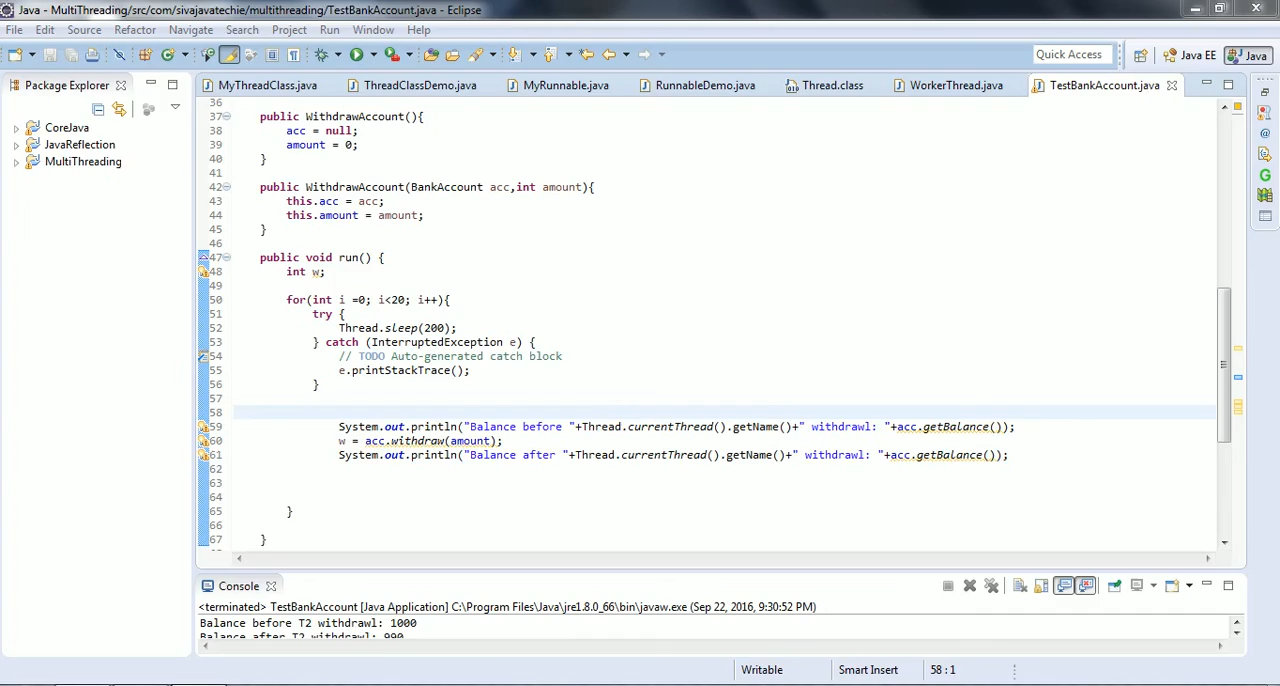 Java - MultiThreading/src/com/sivajavatechie/multithreading/TestBankAccount.java - Eclipse
File Edit Source Refactor Navigate Search Project Run Window Help
Quick Access Java EE Java
Package Explorer MyThreadClass.java ThreadClassDemo.java MyRunnable.java RunnableDemo.java Thread.class WorkerThread.java TestBankAccount.java
CoreJava
JavaReflection
MultiThreading
36
37 public WithdrawAccount(){
38 acc = null;
39 amount = 0;
40 }
41
42 public WithdrawAccount(BankAccount acc,int amount){
43 this.acc = acc;
44 this.amount = amount;
45 }
46
47 public void run() {
48 int w;
49
50 for(int i =0; i<20; i++){
51 try {
52 Thread.sleep(200);
53 } catch (InterruptedException e) {
54 // TODO Auto-generated catch block
55 e.printStackTrace();
56 }
57
58
59 System.out.println("Balance before "+Thread.currentThread().getName()+" withdrawl: "+acc.getBalance());
60 w = acc.withdraw(amount);
61 System.out.println("Balance after "+Thread.currentThread().getName()+" withdrawl: "+acc.getBalance());
62
63
64
65 }
66
67 }
Console
<terminated> TestBankAccount [Java Application] C:\Program Files\Java\jre1.8.0_66\bin\javaw.exe (Sep 22, 2016, 9:30:52 PM)
Balance before T2 withdrawl: 1000
Balance after T2 withdrawl: 990
Writable Smart Insert 58 : 1